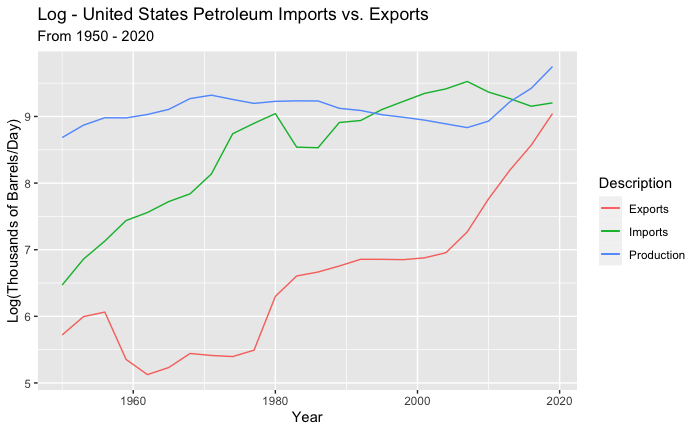 Log - United States Petroleum Imports vs. Exports
From 1950 - 2020
Log(Thousands of Barrels/Day)
9
8
7
6
5
1960
1980
2000
2020
Year
Description
Exports
Imports
Production